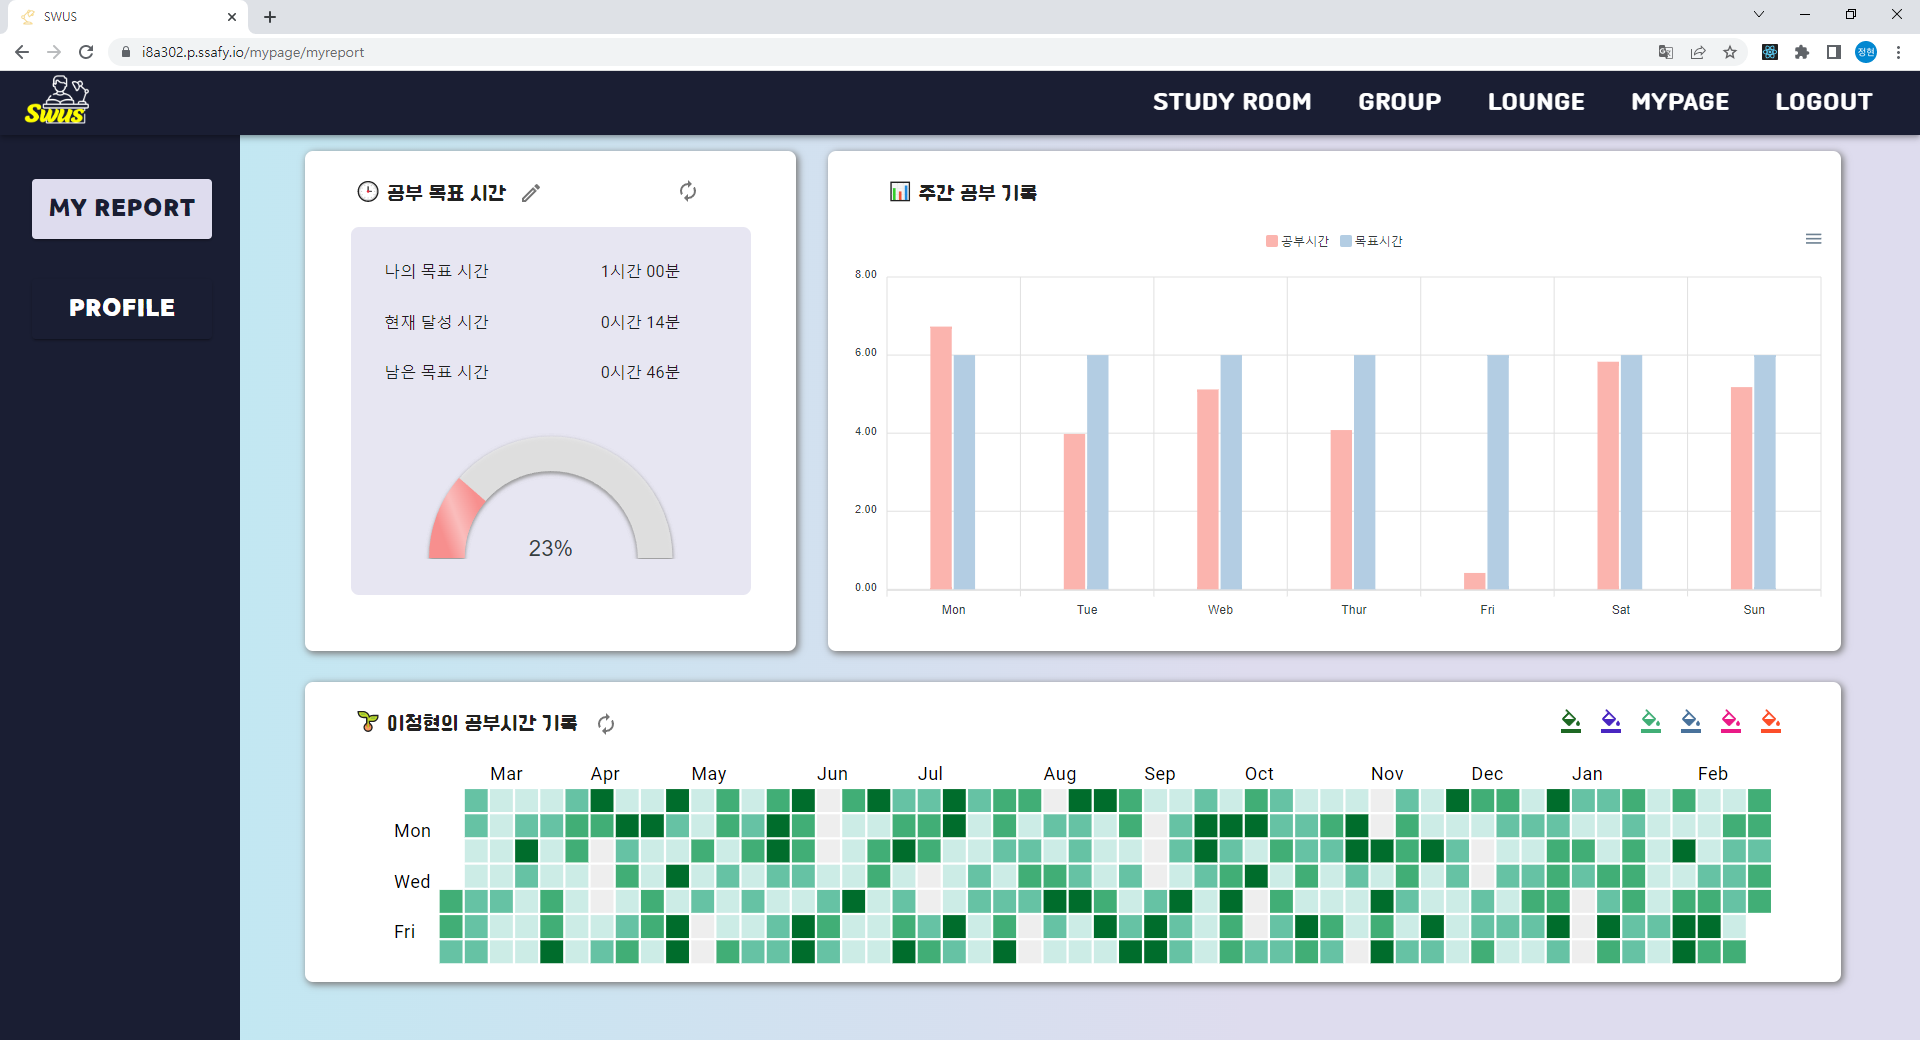 SWUS
i8a302.p.ssafy.io/mypage/myreport
정현
Swus
STUDY ROOM GROUP LOUNGE MYPAGE LOGOUT
MY REPORT
PROFILE
공부 목표 시간
나의 목표 시간 1시간 00분
현재 달성 시간 0시간 14분
남은 목표 시간 0시간 46분
23%
주간 공부 기록
공부시간 목표시간
8.00
6.00
4.00
2.00
0.00
Mon Tue Web Thur Fri Sat Sun
이정현의 공부시간 기록
Mar Apr May Jun Jul Aug Sep Oct Nov Dec Jan Feb
Mon
Wed
Fri